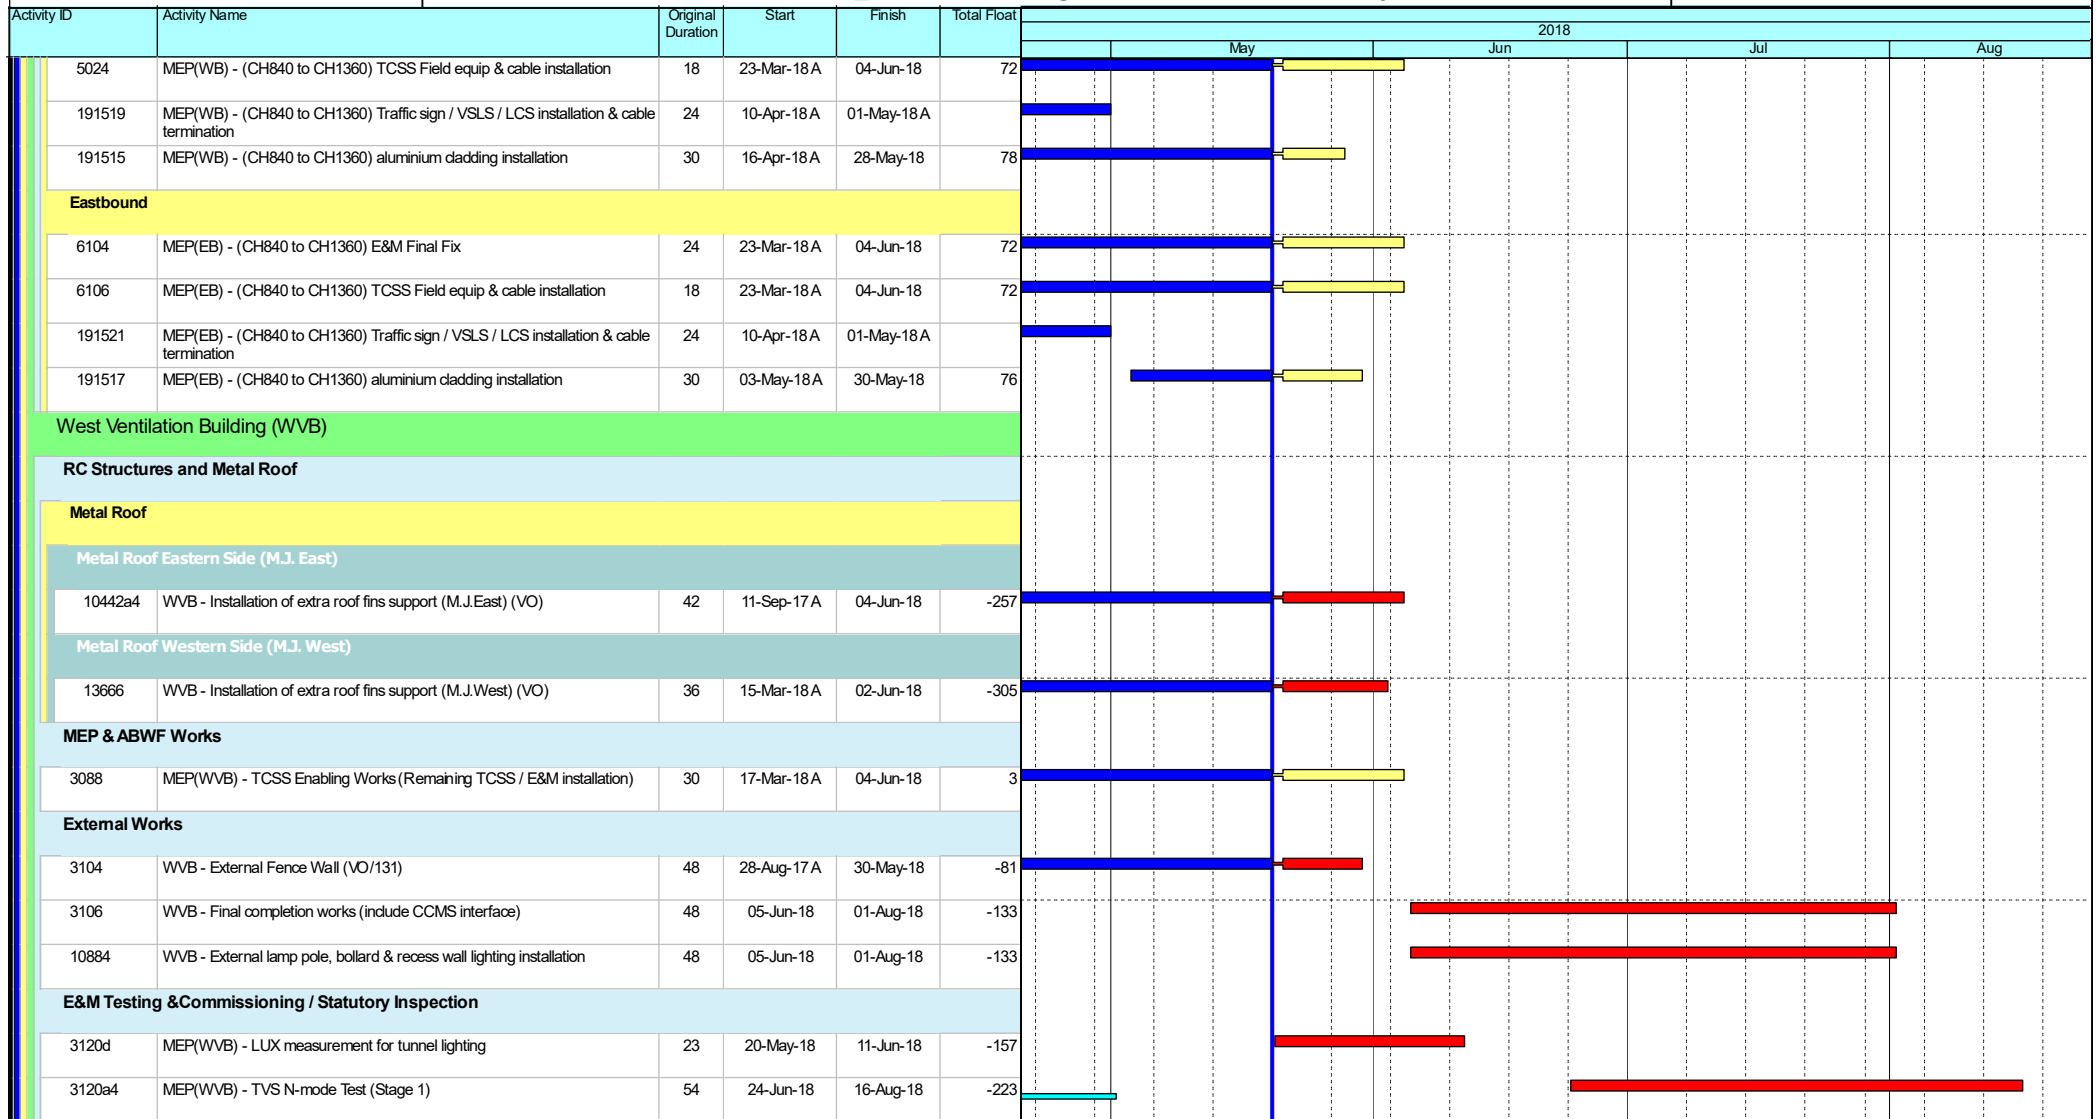 Activity ID Activity Name Original Start Finish Total Float
Duration
2018
May Jun Jul Aug
5024 MEP(WB) - (CH840 to CH1360) TCSS Field equip & cable installation 18 23-Mar-18 A 04-Jun-18 72
191519 MEP(WB) - (CH840 to CH1360) Traffic sign / VSLS / LCS installation & cable 24 10-Apr-18 A 01-May-18 A
termination
191515 MEP(WB) - (CH840 to CH1360) aluminium cladding installation 30 16-Apr-18 A 28-May-18 78
Eastbound
6104 MEP(EB) - (CH840 to CH1360) E&M Final Fix 24 23-Mar-18 A 04-Jun-18 72
6106 MEP(EB) - (CH840 to CH1360) TCSS Field equip & cable installation 18 23-Mar-18 A 04-Jun-18 72
191521 MEP(EB) - (CH840 to CH1360) Traffic sign / VSLS / LCS installation & cable 24 10-Apr-18 A 01-May-18 A
termination
191517 MEP(EB) - (CH840 to CH1360) aluminium cladding installation 30 03-May-18 A 30-May-18 76
West Ventilation Building (WVB)
RC Structures and Metal Roof
Metal Roof
Metal Roof Eastern Side (M.J. East)
10442a4 WVB - Installation of extra roof fins support (M.J.East) (VO) 42 11-Sep-17 A 04-Jun-18 -257
Metal Roof Western Side (M.J. West)
13666 WVB - Installation of extra roof fins support (M.J.West) (VO) 36 15-Mar-18 A 02-Jun-18 -305
MEP & ABWF Works
3088 MEP(WVB) - TCSS Enabling Works (Remaining TCSS / E&M installation) 30 17-Mar-18 A 04-Jun-18 3
External Works
3104 WVB - External Fence Wall (VO/131) 48 28-Aug-17 A 30-May-18 -81
3106 WVB - Final completion works (include CCMS interface) 48 05-Jun-18 01-Aug-18 -133
10884 WVB - External lamp pole, bollard & recess wall lighting installation 48 05-Jun-18 01-Aug-18 -133
E&M Testing &Commissioning / Statutory Inspection
3120d MEP(WVB) - LUX measurement for tunnel lighting 23 20-May-18 11-Jun-18 -157
3120a4 MEP(WVB) - TVS N-mode Test (Stage 1) 54 24-Jun-18 16-Aug-18 -223